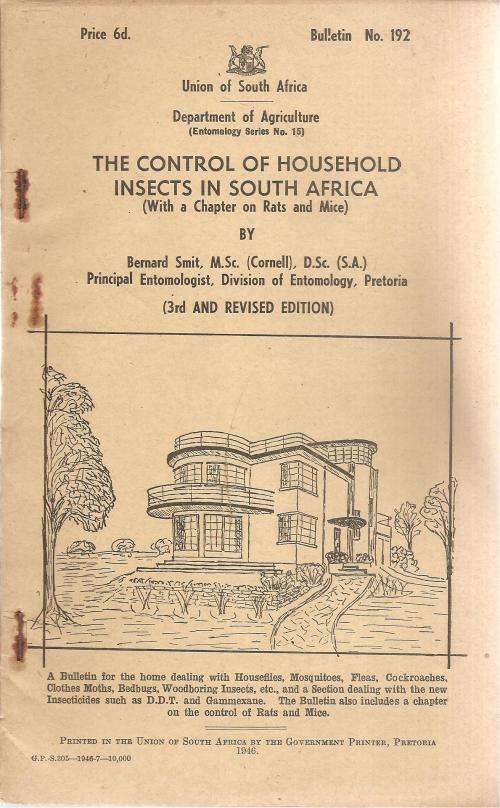 Price 6d. Bulletin No. 192
Union of South Africa
Department of Agriculture
(Entomology Series No. 15)
THE CONTROL OF HOUSEHOLD
INSECTS IN SOUTH AFRICA
(With a Chapter on Rats and Mice)
BY
Bernard Smit, M.Sc. (Cornell), D.Sc. (S.A.)
Principal Entomologist, Division of Entomology, Pretoria
(3rd AND REVISED EDITION)
A Bulletin for the home dealing with Houseflies, Mosquitoes, Fleas, Cockroaches,
Clothes Moths, Bedbugs, Woodboring Insects, etc., and a Section dealing with the new
Insecticides such as D.D.T. and Gammexane. The Bulletin also includes a chapter
on the control of Rats and Mice.
PRINTED IN THE UNION OF SOUTH AFRICA BY THE GOVERNMENT PRINTER, PRETORIA
1946.
G.P.-S.205—1946-7—10,000